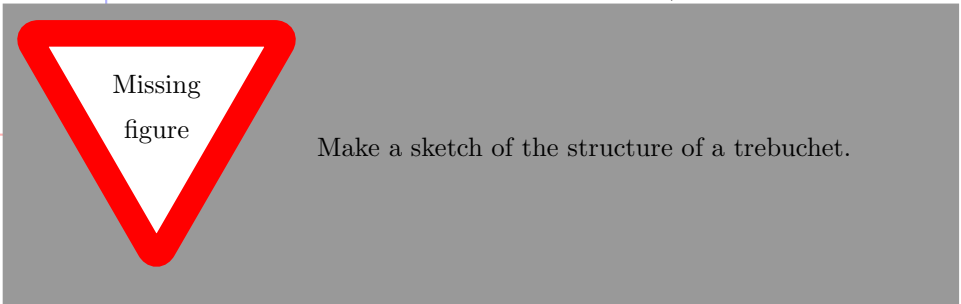 Missing
figure
Make a sketch of the structure of a trebuchet.